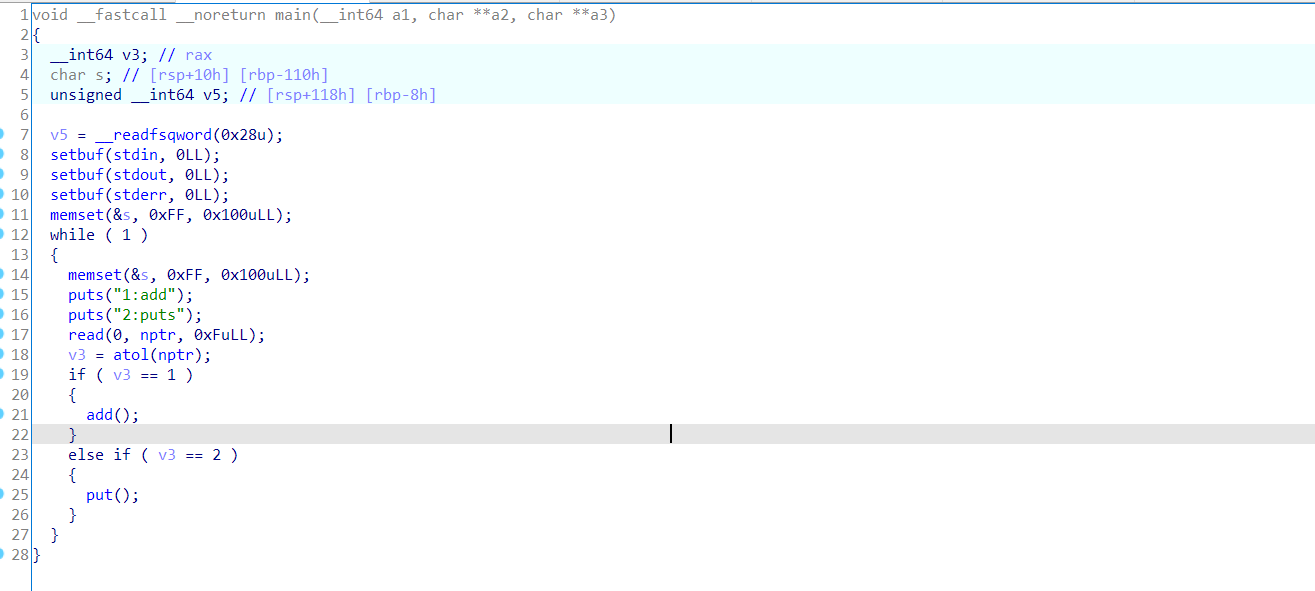 1 void __fastcall __noreturn main(__int64 a1, char **a2, char **a3)
2 {
3   __int64 v3; // rax
4   char s; // [rsp+10h] [rbp-110h]
5   unsigned __int64 v5; // [rsp+118h] [rbp-8h]
6
7   v5 = __readfsqword(0x28u);
8   setbuf(stdin, 0LL);
9   setbuf(stdout, 0LL);
10   setbuf(stderr, 0LL);
11   memset(&s, 0xFF, 0x100uLL);
12   while ( 1 )
13   {
14     memset(&s, 0xFF, 0x100uLL);
15     puts("1:add");
16     puts("2:puts");
17     read(0, nptr, 0xFuLL);
18     v3 = atol(nptr);
19     if ( v3 == 1 )
20     {
21       add();
22     }
23     else if ( v3 == 2 )
24     {
25       put();
26     }
27   }
28 }